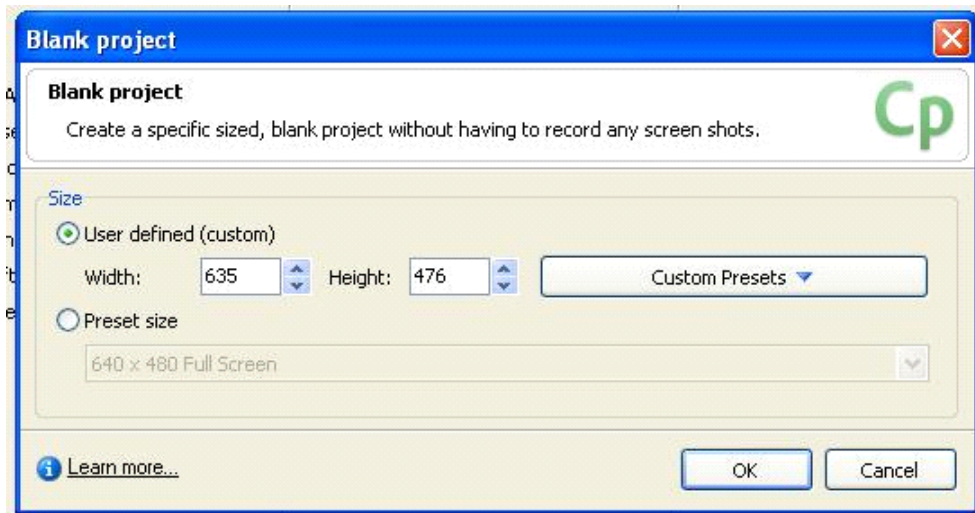 Blank project
Blank project
Create a specific sized, blank project without having to record any screen shots.
Cp
Size
User defined (custom)
Width: 635 Height: 476 Custom Presets
Preset size
640 x 480 Full Screen
Learn more...
OK Cancel